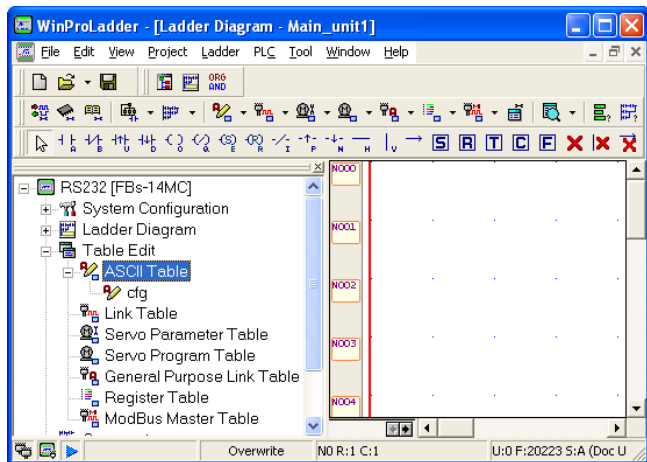 WinProLadder - [Ladder Diagram - Main_unit1]
File Edit View Project Ladder PLC Tool Window Help
ORG
AND
A B U D O Q S R I P N H V S R T C F
RS232 [FBs-14MC]
System Configuration
Ladder Diagram
Table Edit
ASCII Table
cfg
Link Table
Servo Parameter Table
Servo Program Table
General Purpose Link Table
Register Table
ModBus Master Table
N000
N001
N002
N003
N004
Overwrite
N0 R:1 C:1
U:0 F:20223 S:A (Doc U